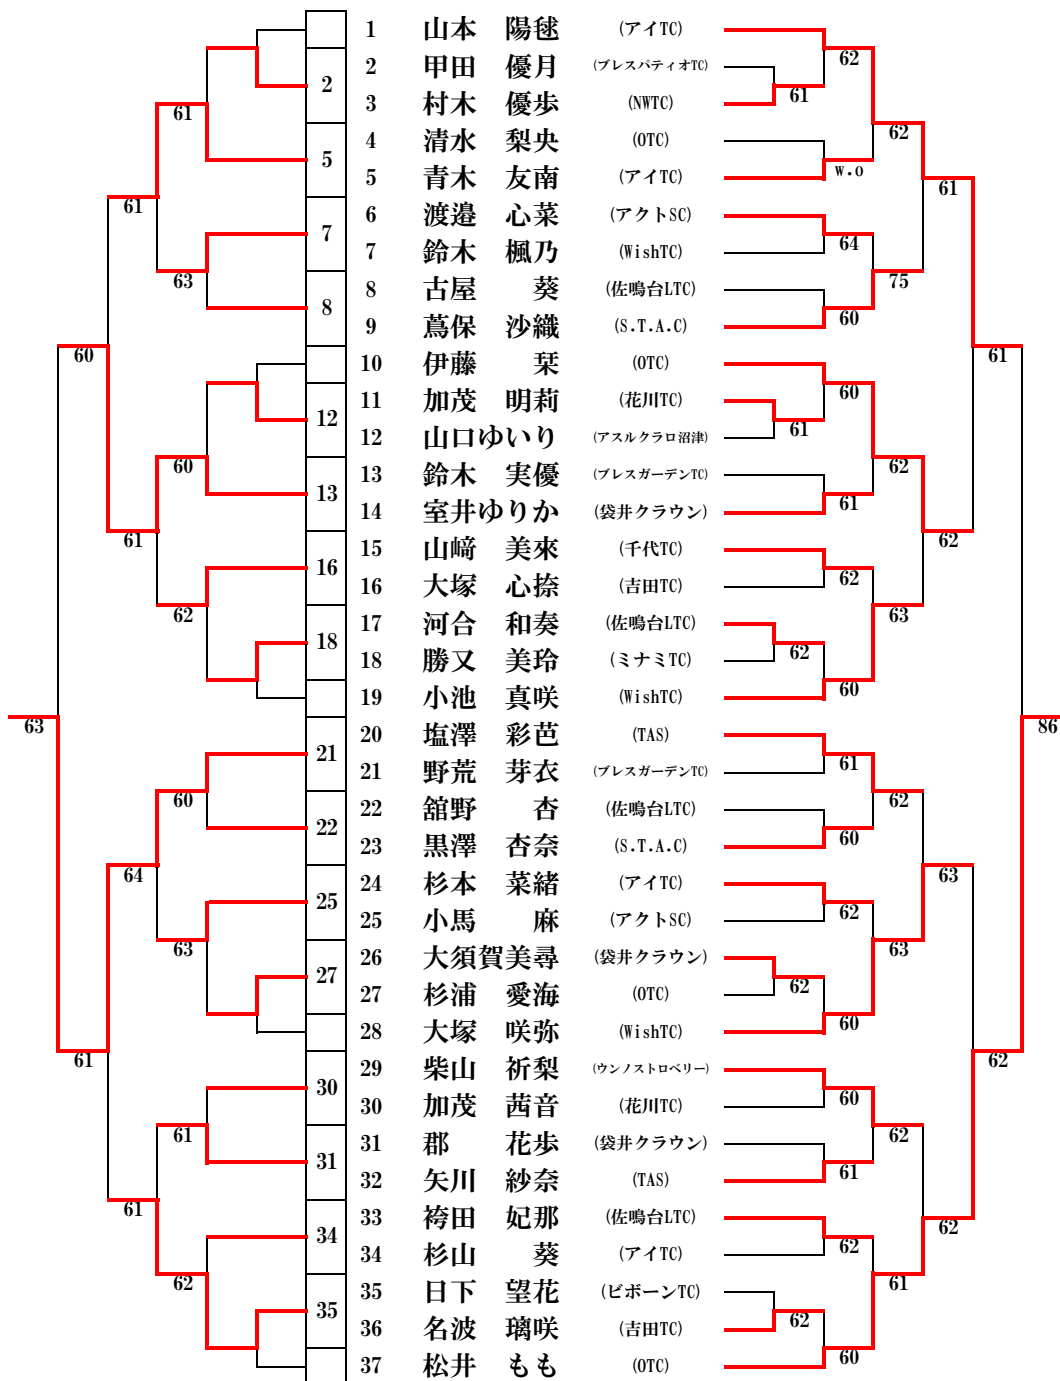 1 山本 陽毬 (アイTC)
2 甲田 優月 (ブレスパティオTC)
3 村木 優歩 (NWTC)
4 清水 梨央 (OTC)
5 青木 友南 (アイTC)
6 渡邉 心菜 (アクトSC)
7 鈴木 楓乃 (WishTC)
8 古屋 葵 (佐鳴台LTC)
9 蔦保 沙織 (S.T.A.C)
10 伊藤 栞 (OTC)
11 加茂 明莉 (花川TC)
12 山口ゆいり (アスルクラロ沼津)
13 鈴木 実優 (ブレスガーデンTC)
14 室井ゆりか (袋井クラウン)
15 山﨑 美來 (千代TC)
16 大塚 心捺 (吉田TC)
17 河合 和奏 (佐鳴台LTC)
18 勝又 美玲 (ミナミTC)
19 小池 真咲 (WishTC)
20 塩澤 彩芭 (TAS)
21 野荒 芽衣 (ブレスガーデンTC)
22 舘野 杏 (佐鳴台LTC)
23 黒澤 杏奈 (S.T.A.C)
24 杉本 菜緒 (アイTC)
25 小馬 麻 (アクトSC)
26 大須賀美尋 (袋井クラウン)
27 杉浦 愛海 (OTC)
28 大塚 咲弥 (WishTC)
29 柴山 祈梨 (ウンノストロベリー)
30 加茂 茜音 (花川TC)
31 郡 花歩 (袋井クラウン)
32 矢川 紗奈 (TAS)
33 袴田 妃那 (佐鳴台LTC)
34 杉山 葵 (アイTC)
35 日下 望花 (ビボーンTC)
36 名波 璃咲 (吉田TC)
37 松井 もも (OTC)
2
5
7
8
12
13
16
18
21
22
25
27
30
31
34
35
61
63
60
62
60
63
61
62
61
61
64
61
60
61
63
62
61
62
w.o
64
75
60
61
60
61
61
62
62
62
63
62
60
61
61
62
60
63
62
60
63
60
62
61
62
62
61
62
60
62
86